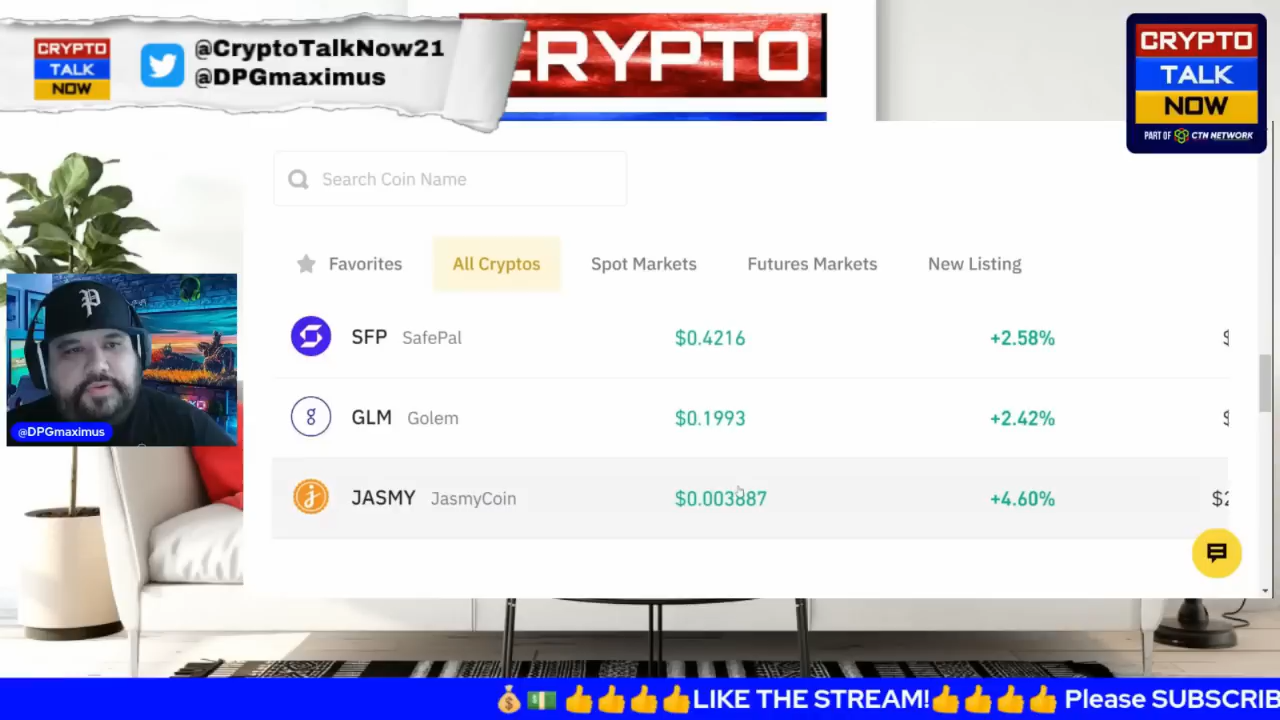 CRYPTO
TALK
NOW
@CryptoTalkNow21
@DPGmaximus
CRYPTO
CRYPTO
TALK
NOW
PART OF CTN NETWORK
Search Coin Name
Favorites
All Cryptos
Spot Markets
Futures Markets
New Listing
SFP SafePal $0.4216 +2.58% $
GLM Golem $0.1993 +2.42% $
JASMY JasmyCoin $0.003887 +4.60% $2
P
@DPGmaximus
LIKE THE STREAM! Please SUBSCRIB